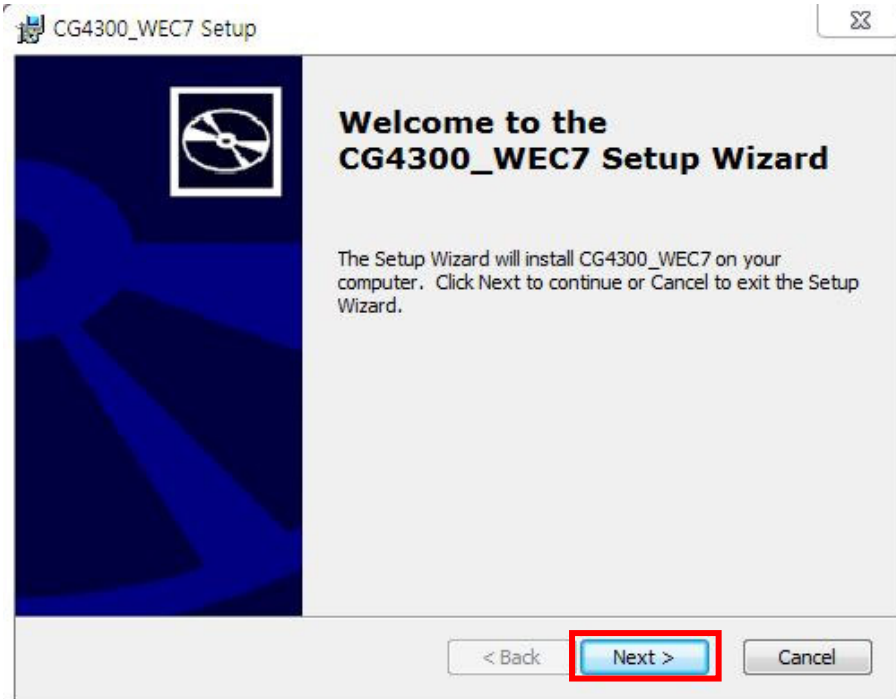 CG4300_WEC7 Setup
Welcome to the
CG4300_WEC7 Setup Wizard
The Setup Wizard will install CG4300_WEC7 on your
computer. Click Next to continue or Cancel to exit the Setup
Wizard.
< Back
Next >
Cancel